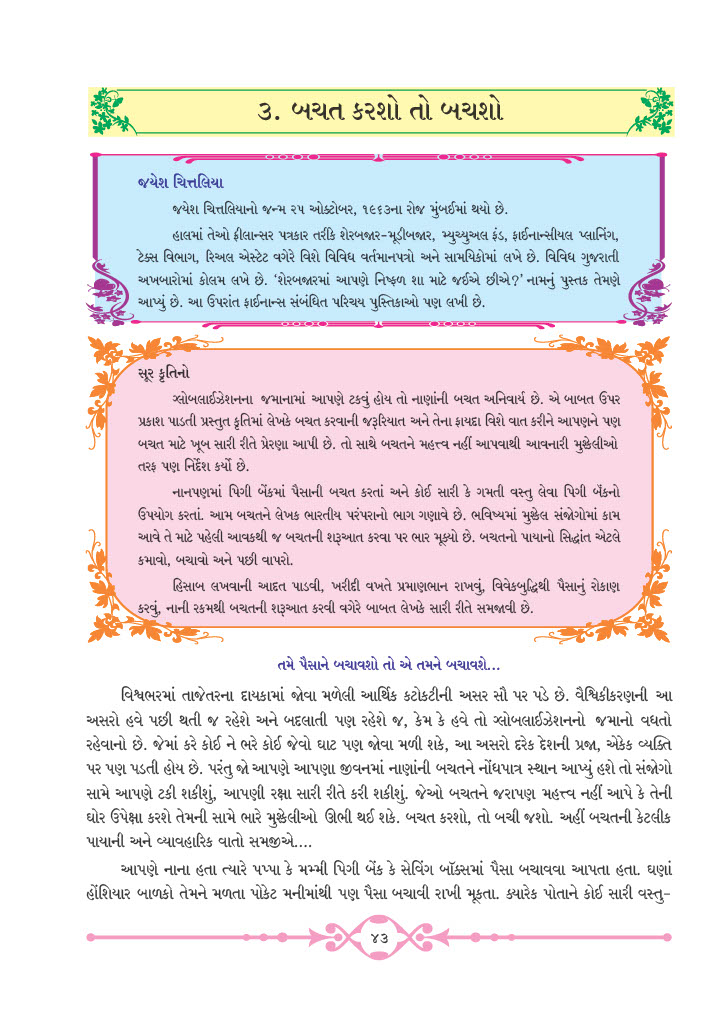 ૩. બચત કરશો તો બચશો
જયેશ ચિત્તલિયા
જયેશ ચિત્તલિયાનો જન્મ ૨૫ ઓક્ટોબર, ૧૯૬૩ના રોજ મુંબઈમાં થયો છે.
હાલમાં તેઓ ફ્રીલાન્સર પત્રકાર તરીકે શેરબજાર-મૂડીબજાર, મ્યુચ્યુઅલ ફંડ, ફાઈનાન્સીયલ પ્લાનિંગ,
ટેક્સ વિભાગ, રિઅલ એસ્ટેટ વગેરે વિશે વિવિધ વર્તમાનપત્રો અને સામયિકોમાં લખે છે. વિવિધ ગુજરાતી
અખબારોમાં કોલમ લખે છે. ‘શેરબજારમાં આપણે નિષ્ફળ શા માટે જઈએ છીએ?’ નામનું પુસ્તક તેમણે
આપ્યું છે. આ ઉપરાંત ફાઈનાન્સ સંબંધિત પરિચય પુસ્તિકાઓ પણ લખી છે.
સૂર કૃતિનો
ગ્લોબલાઈઝેશનના જમાનામાં આપણે ટકવું હોય તો નાણાંની બચત અનિવાર્ય છે. એ બાબત ઉપર
પ્રકાશ પાડતી પ્રસ્તુત કૃતિમાં લેખકે બચત કરવાની જરૂરિયાત અને તેના ફાયદા વિશે વાત કરીને આપણને પણ
બચત માટે ખૂબ સારી રીતે પ્રેરણા આપી છે. તો સાથે બચતને મહત્ત્વ નહીં આપવાથી આવનારી મુશ્કેલીઓ
તરફ પણ નિર્દેશ કર્યો છે.
નાનપણમાં પિગી બેંકમાં પૈસાની બચત કરતાં અને કોઈ સારી કે ગમતી વસ્તુ લેવા પિગી બૅંકનો
ઉપયોગ કરતાં. આમ બચતને લેખક ભારતીય પરંપરાનો ભાગ ગણાવે છે. ભવિષ્યમાં મુશ્કેલ સંજોગોમાં કામ
આવે તે માટે પહેલી આવકથી જ બચતની શરૂઆત કરવા પર ભાર મૂક્યો છે. બચતનો પાયાનો સિદ્ધાંત એટલે
કમાવો, બચાવો અને પછી વાપરો.
હિસાબ લખવાની આદત પાડવી, ખરીદી વખતે પ્રમાણભાન રાખવું, વિવેકબુદ્ધિથી પૈસાનું રોકાણ
કરવું, નાની રકમથી બચતની શરૂઆત કરવી વગેરે બાબત લેખકે સારી રીતે સમજાવી છે.
તમે પૈસાને બચાવશો તો એ તમને બચાવશે...
વિશ્વભરમાં તાજેતરના દાયકામાં જોવા મળેલી આર્થિક કટોકટીની અસર સૌ પર પડે છે. વૈશ્વિકીકરણની આ
અસરો હવે પછી થતી જ રહેશે અને બદલાતી પણ રહેશે જ, કેમ કે હવે તો ગ્લોબલાઈઝેશનનો જમાનો વધતો
રહેવાનો છે. જેમાં કરે કોઈ ને ભરે કોઈ જેવો ઘાટ પણ જોવા મળી શકે, આ અસરો દરેક દેશની પ્રજા, એકેક વ્યક્તિ
પર પણ પડતી હોય છે. પરંતુ જો આપણે આપણા જીવનમાં નાણાંની બચતને નોંધપાત્ર સ્થાન આપ્યું હશે તો સંજોગો
સામે આપણે ટકી શકીશું, આપણી રક્ષા સારી રીતે કરી શકીશું. જેઓ બચતને જરાપણ મહત્ત્વ નહીં આપે કે તેની
ઘોર ઉપેક્ષા કરશે તેમની સામે ભારે મુશ્કેલીઓ ઊભી થઈ શકે. બચત કરશો, તો બચી જશો. અહીં બચતની કેટલીક
પાયાની અને વ્યાવહારિક વાતો સમજીએ....
આપણે નાના હતા ત્યારે પપ્પા કે મમ્મી પિગી બેંક કે સેવિંગ બૉક્સમાં પૈસા બચાવવા આપતા હતા. ઘણાં
હોંશિયાર બાળકો તેમને મળતા પોકેટ મનીમાંથી પણ પૈસા બચાવી રાખી મૂકતા. ક્યારેક પોતાને કોઈ સારી વસ્તુ-
૪૩